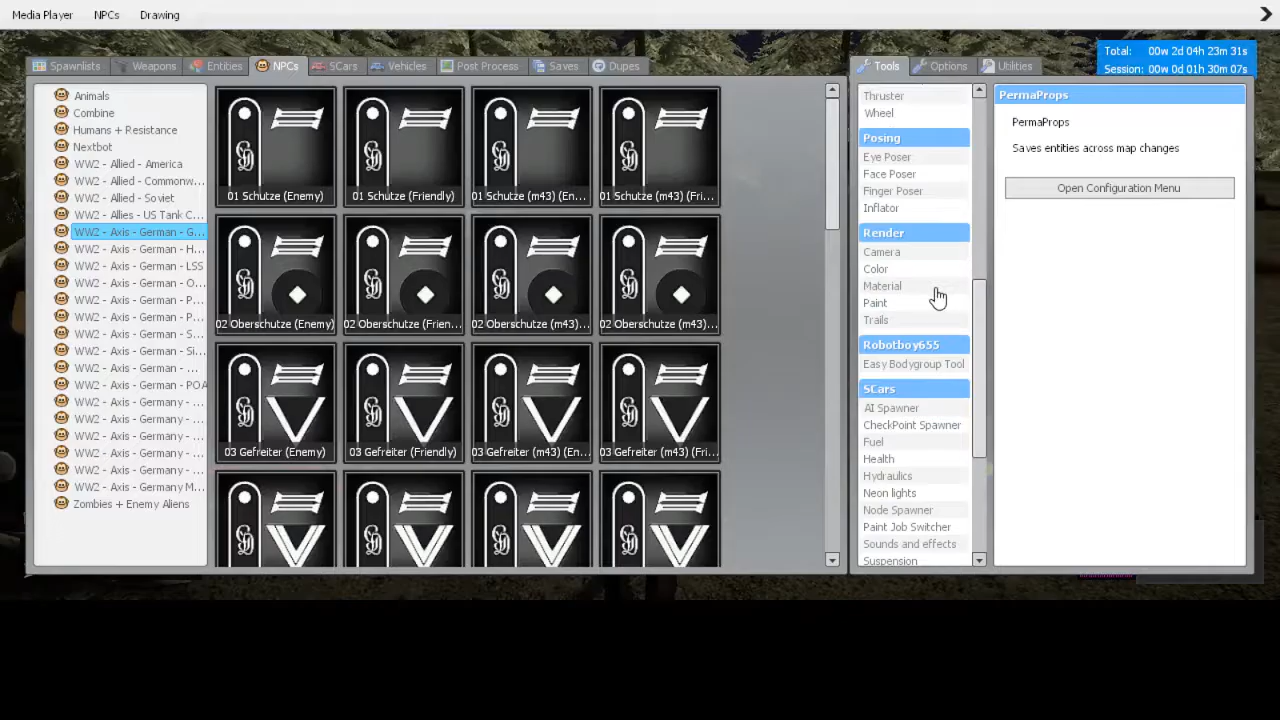 Media Player NPCs Drawing
Total: 00w 2d 04h 23m 31s
Session: 00w 0d 01h 30m 07s
Spawnlists Weapons Entities NPCs SCars Vehicles Post Process Saves Dupes
Tools Options Utilities
Animals
Combine
Humans + Resistance
Nextbot
WW2 - Allied - America
WW2 - Allied - Commonw...
WW2 - Allied - Soviet
WW2 - Allies - US Tank C...
WW2 - Axis - German - G...
WW2 - Axis - German - H...
WW2 - Axis - German - LSS
WW2 - Axis - German - O...
WW2 - Axis - German - P...
WW2 - Axis - German - P...
WW2 - Axis - German - S...
WW2 - Axis - German - Si...
WW2 - Axis - German - ...
WW2 - Axis - German - POA
WW2 - Axis - Germany - ...
WW2 - Axis - Germany - ...
WW2 - Axis - Germany - ...
WW2 - Axis - Germany - ...
WW2 - Axis - Germany - ...
WW2 - Axis - Germany M...
Zombies + Enemy Aliens
01 Schutze (Enemy) 01 Schutze (Friendly) 01 Schutze (m43) (En... 01 Schutze (m43) (Fri...
02 Oberschutze (Enemy) 02 Oberschutze (Frien... 02 Oberschutze (m43)... 02 Oberschutze (m43)...
03 Gefreiter (Enemy) 03 Gefreiter (Friendly) 03 Gefreiter (m43) (En... 03 Gefreiter (m43) (Fri...
Thruster
Wheel
Posing
Eye Poser
Face Poser
Finger Poser
Inflator
Render
Camera
Color
Material
Paint
Trails
Robotboy655
Easy Bodygroup Tool
SCars
AI Spawner
CheckPoint Spawner
Fuel
Health
Hydraulics
Neon lights
Node Spawner
Paint Job Switcher
Sounds and effects
Suspension
PermaProps
PermaProps
Saves entities across map changes
Open Configuration Menu